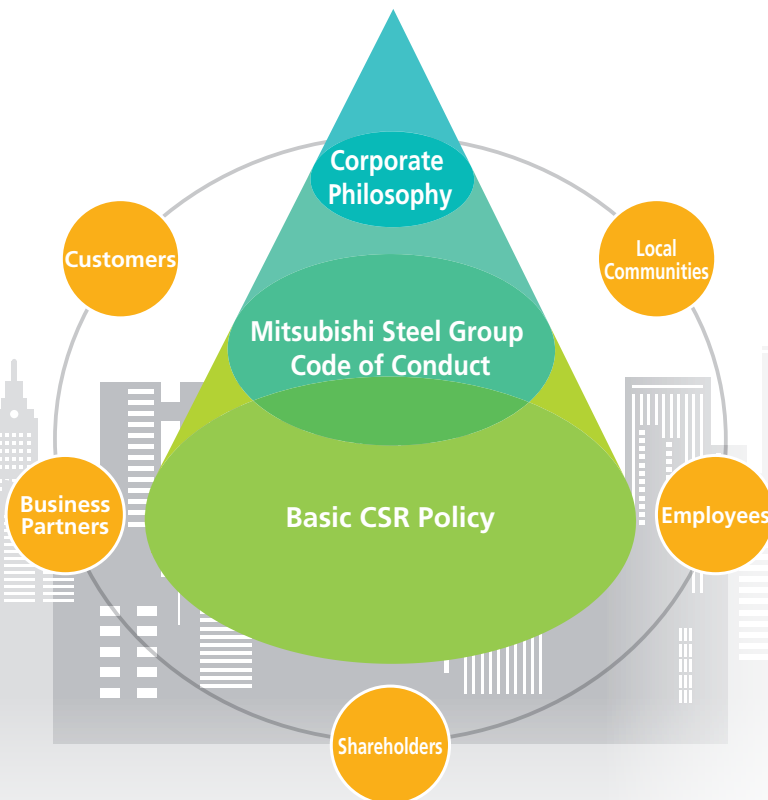 Corporate
Philosophy
Customers
Local
Communities
Mitsubishi Steel Group
Code of Conduct
Business
Partners
Basic CSR Policy
Employees
Shareholders